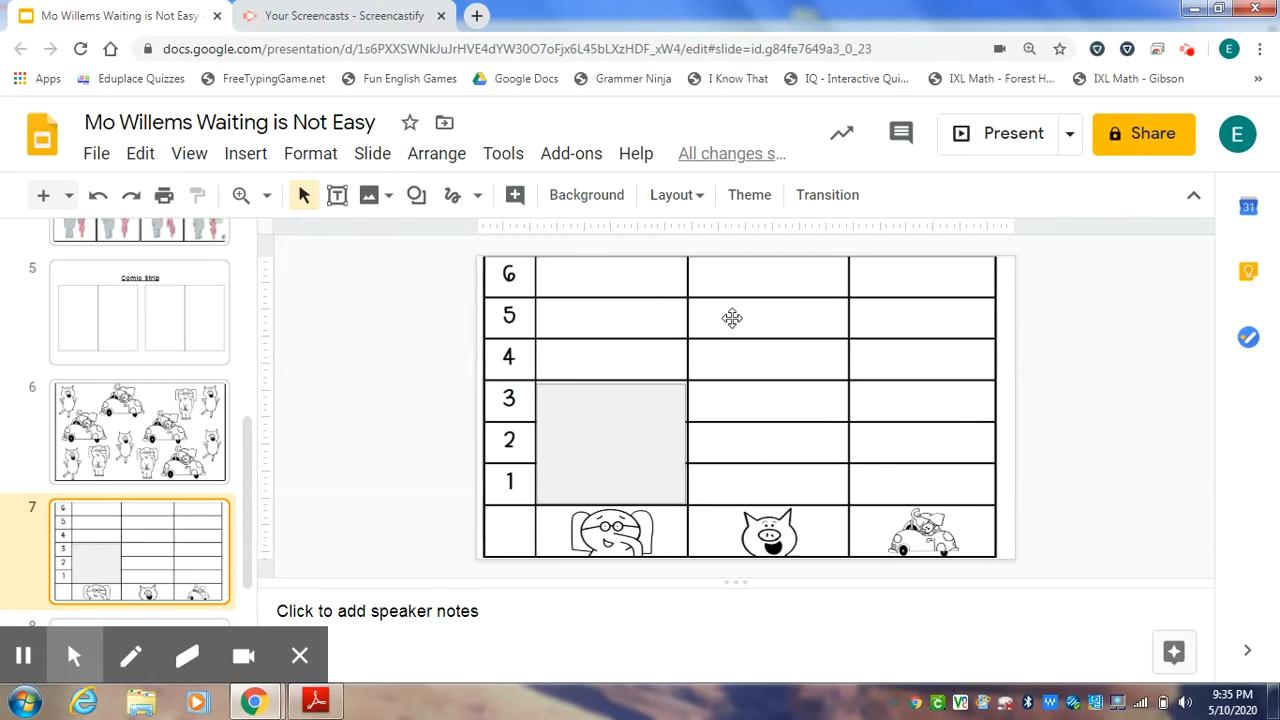 Mo Willems Waiting is Not Easy -
Your Screencasts - Screencastify
docs.google.com/presentation/d/1s6PXXSWNkJuJrHVE4dYW30O7oFjx6L45bLXzHDF_xW4/edit#slide=id.g84fe7649a3_0_23
E
Apps Eduplace Quizzes FreeTypingGame.net Fun English Games Google Docs Grammer Ninja I Know That IQ - Interactive Qui... IXL Math - Forest H... IXL Math - Gibson »
Mo Willems Waiting is Not Easy
Present Share E
File Edit View Insert Format Slide Arrange Tools Add-ons Help All changes s...
Background Layout Theme Transition
31
5
Comic Strip
6
7
6
5
4
3
2
1
8
6
5
4
3
2
1
Click to add speaker notes
9:35 PM
5/10/2020